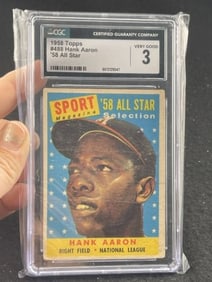 CGC CERTIFIED GUARANTY COMPANY
1958 Topps
#488 Hank Aaron
'58 All Star
VERY GOOD
3
SPORT
Magazine
'58 ALL STAR
Selection
HANK AARON
RIGHT FIELD • NATIONAL LEAGUE